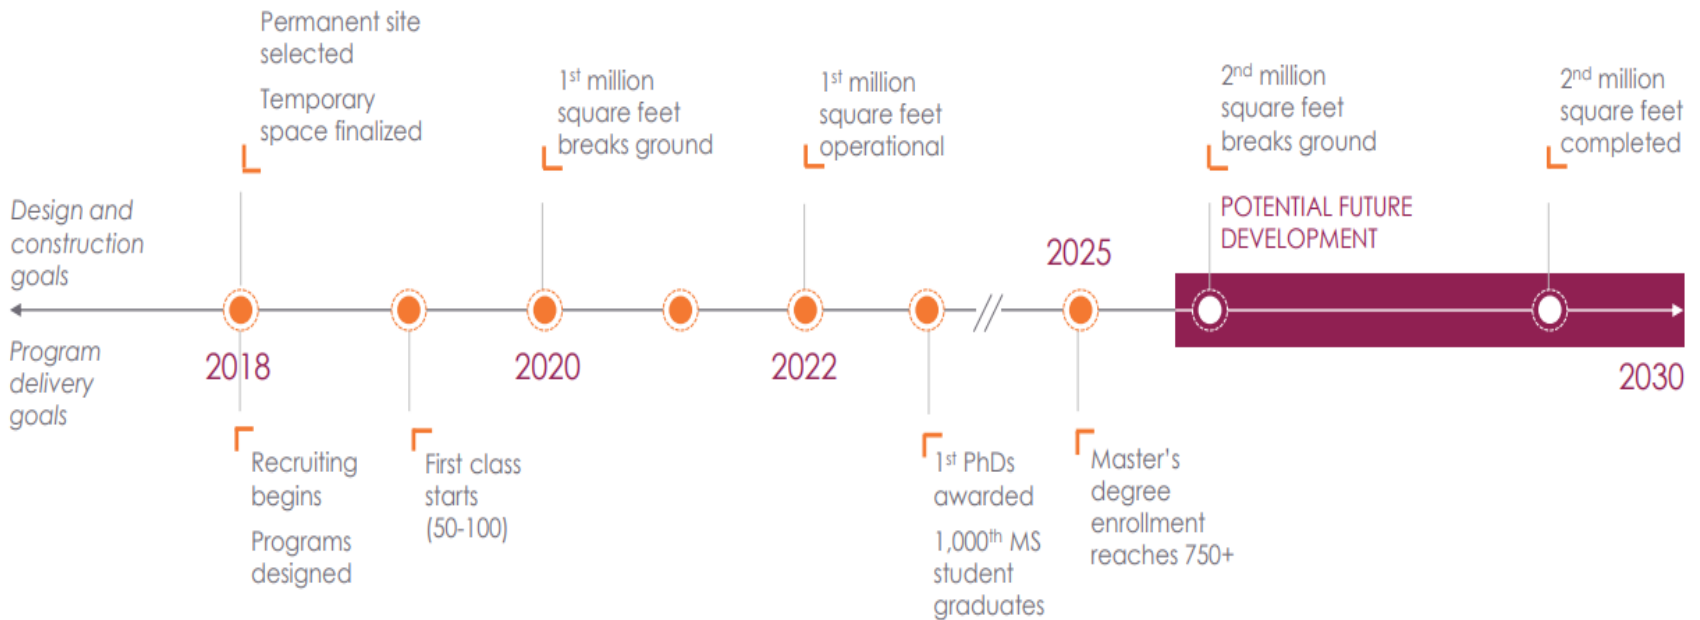 Permanent site
selected
Temporary
space finalized
1st million
square feet
breaks ground
1st million
square feet
operational
2nd million
square feet
breaks ground
2nd million
square feet
completed
Design and
construction
goals
POTENTIAL FUTURE
DEVELOPMENT
2025
Program
delivery
goals
2018
2020
2022
2030
Recruiting
begins
Programs
designed
First class
starts
(50-100)
1st PhDs
awarded
1,000th MS
student
graduates
Master’s
degree
enrollment
reaches 750+